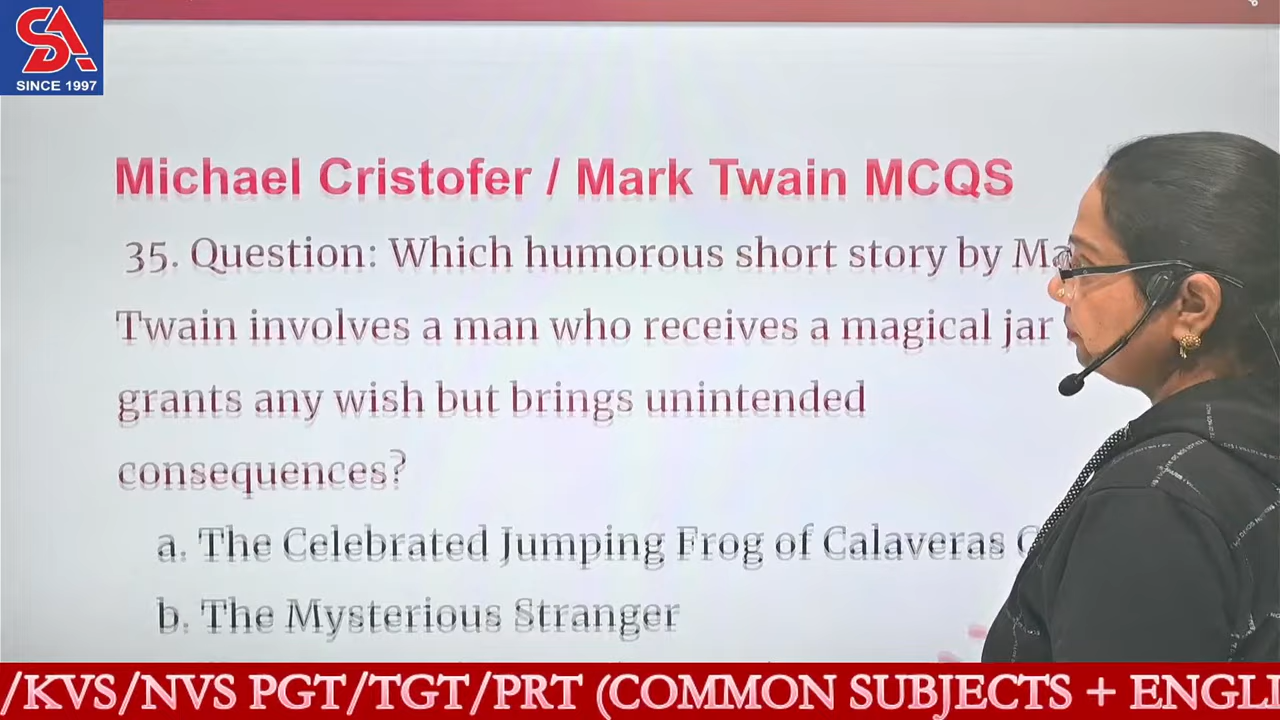 SA
SINCE 1997
Michael Cristofer / Mark Twain MCQS
35. Question: Which humorous short story by
Twain involves a man who receives a magical jar
grants any wish but brings unintended
consequences?
a. The Celebrated Jumping Frog of Calaveras
b. The Mysterious Stranger
/KVS/NVS PGT/TGT/PRT (COMMON SUBJECTS +